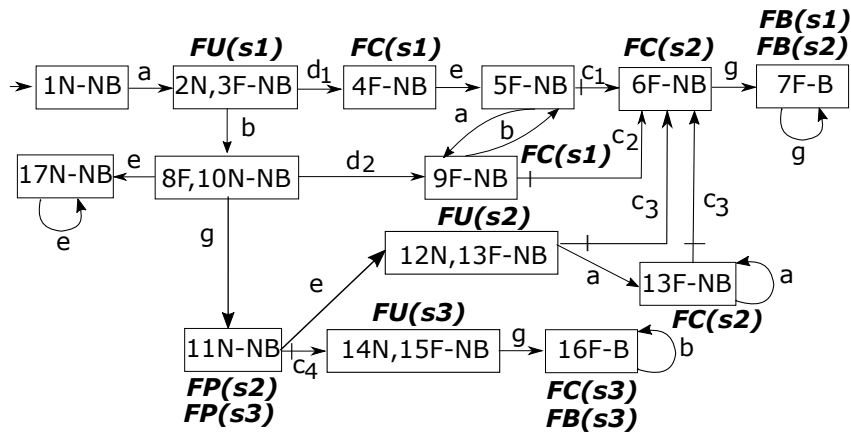 FB(s1)
FU(s1) FC(s1) FC(s2) FB(s2)
1N-NB a 2N,3F-NB d1 4F-NB e 5F-NB c1 6F-NB g 7F-B
b a b g
FC(s1) c2
17N-NB e 8F,10N-NB d2 9F-NB
e g FU(s2) c3 c3
12N,13F-NB a 13F-NB a
e FC(s2)
FU(s3)
11N-NB c4 14N,15F-NB g 16F-B b
FP(s2) FC(s3)
FP(s3) FB(s3)